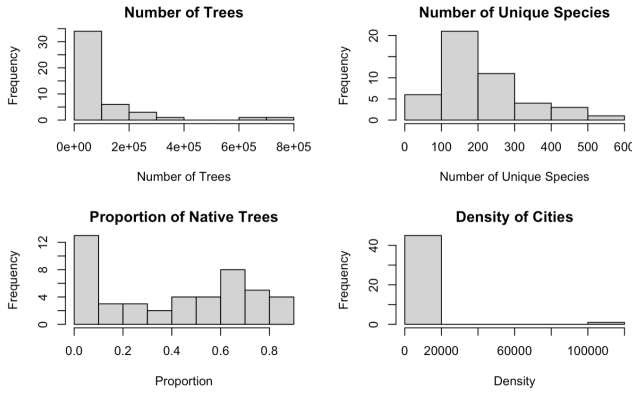 Number of Trees
Frequency
0 10 20 30
0e+00 2e+05 4e+05 6e+05 8e+05
Number of Trees
Number of Unique Species
Frequency
0 5 10 20
0 100 200 300 400 500 600
Number of Unique Species
Proportion of Native Trees
Frequency
0 4 8 12
0.0 0.2 0.4 0.6 0.8
Proportion
Density of Cities
Frequency
0 20 40
0 20000 60000 100000
Density